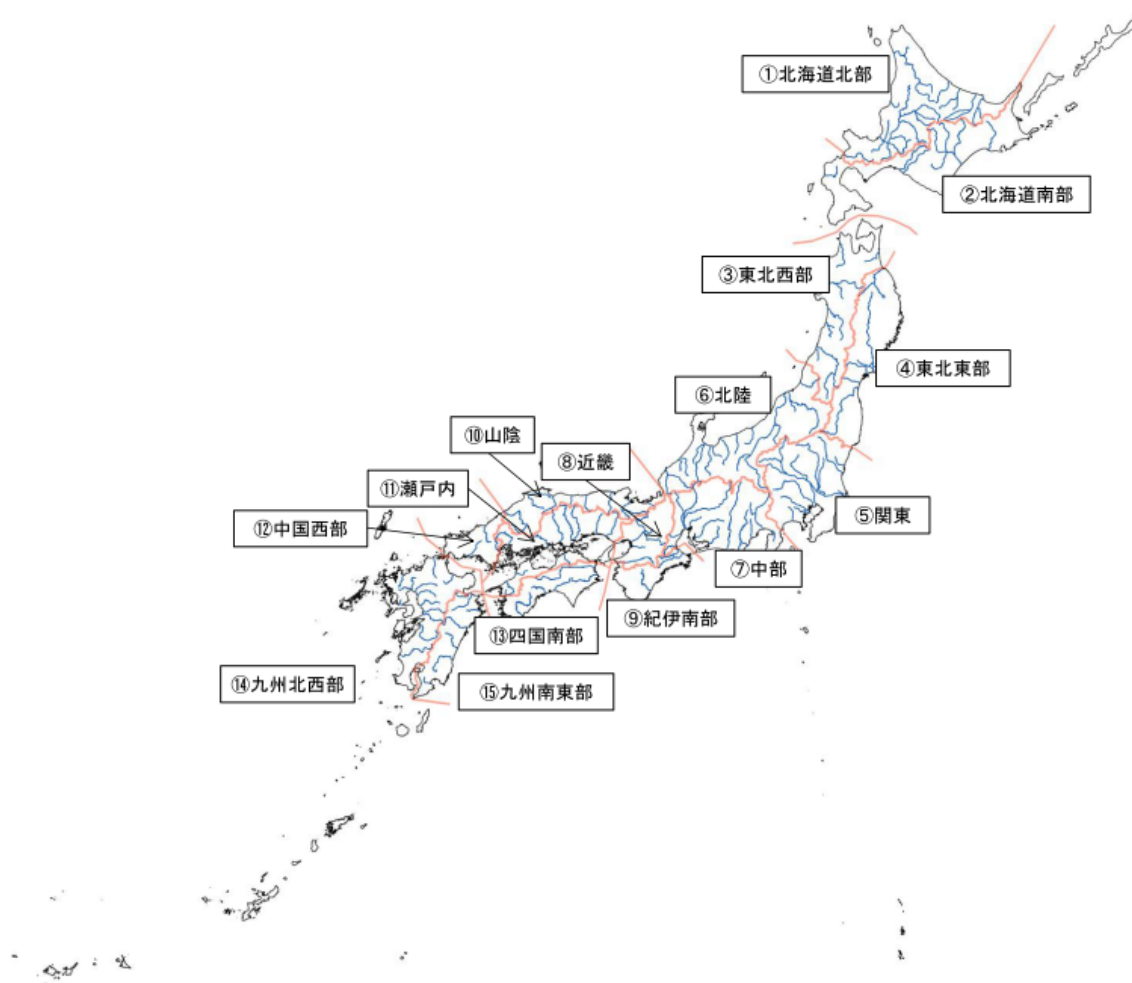 ①北海道北部
②北海道南部
③東北西部
④東北東部
⑥北陸
⑩山陰
⑧近畿
⑪瀬戸内
⑤関東
⑫中国西部
⑦中部
⑨紀伊南部
⑬四国南部
⑭九州北西部
⑮九州南東部